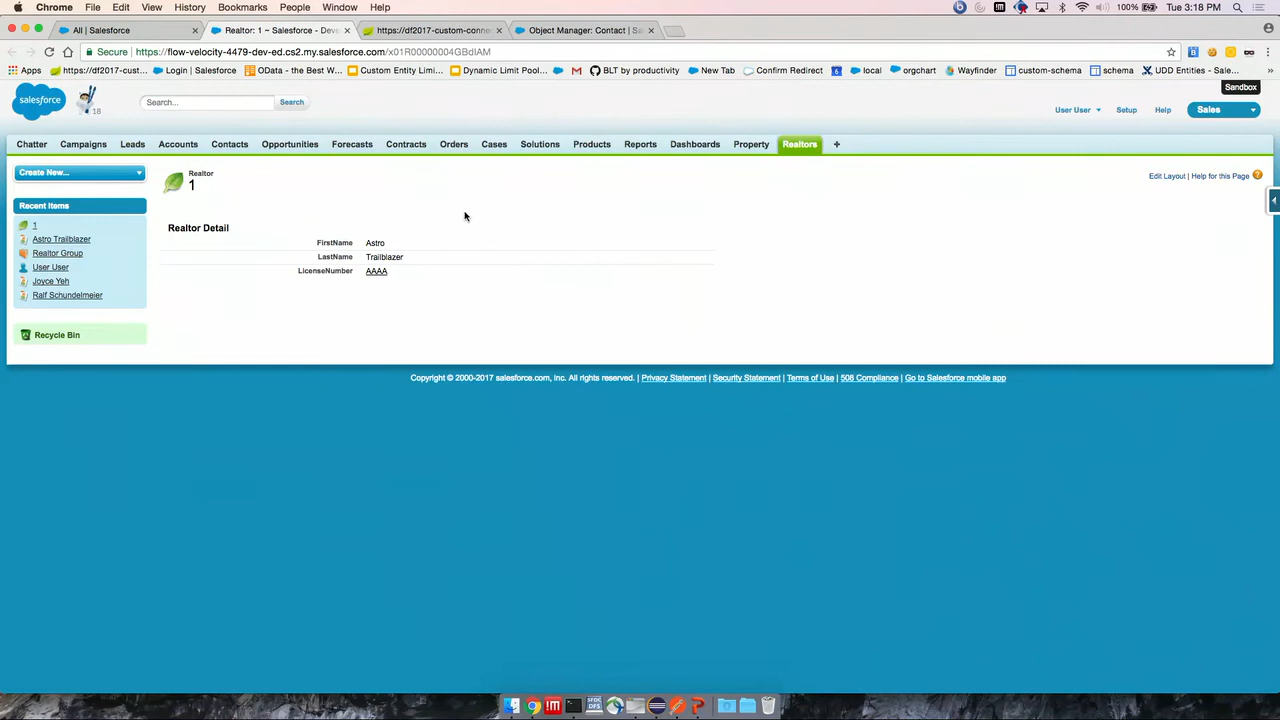 Chrome File Edit View History Bookmarks People Window Help 100% Tue 3:18 PM
All | Salesforce
Realtor: 1 ~ Salesforce - Deve
https://df2017-custom-conne
Object Manager: Contact | Sa
Secure https://flow-velocity-4479-dev-ed.cs2.my.salesforce.com/x01R00000004GBdIAM
Apps https://df2017-cust... Login | Salesforce OData - the Best W... Custom Entity Limi... Dynamic Limit Pool... BLT by productivity New Tab Confirm Redirect local orgchart Wayfinder custom-schema schema UDD Entities - Sale... »
Sandbox
salesforce 18 Search... Search User User Setup Help Sales
Chatter Campaigns Leads Accounts Contacts Opportunities Forecasts Contracts Orders Cases Solutions Products Reports Dashboards Property Realtors +
Create New...
Recent Items
1
Astro Trailblazer
Realtor Group
User User
Joyce Yeh
Ralf Schundelmeier
Recycle Bin
Realtor
1
Edit Layout | Help for this Page
Realtor Detail
FirstName Astro
LastName Trailblazer
LicenseNumber AAAA
Copyright © 2000-2017 salesforce.com, inc. All rights reserved. | Privacy Statement | Security Statement | Terms of Use | 508 Compliance | Go to Salesforce mobile app
SFDC
DFS